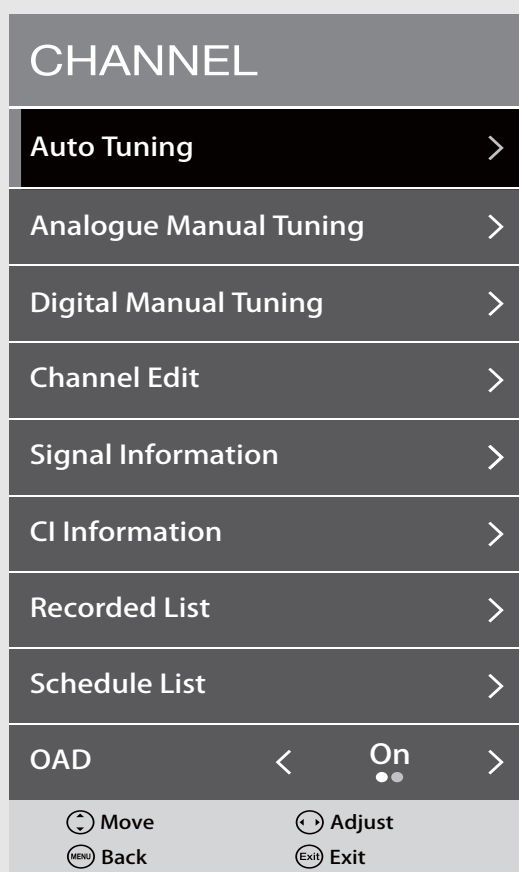 CHANNEL
Auto Tuning >
Analogue Manual Tuning >
Digital Manual Tuning >
Channel Edit >
Signal Information >
CI Information >
Recorded List >
Schedule List >
OAD < On >
Move Adjust
MENU Back Exit Exit